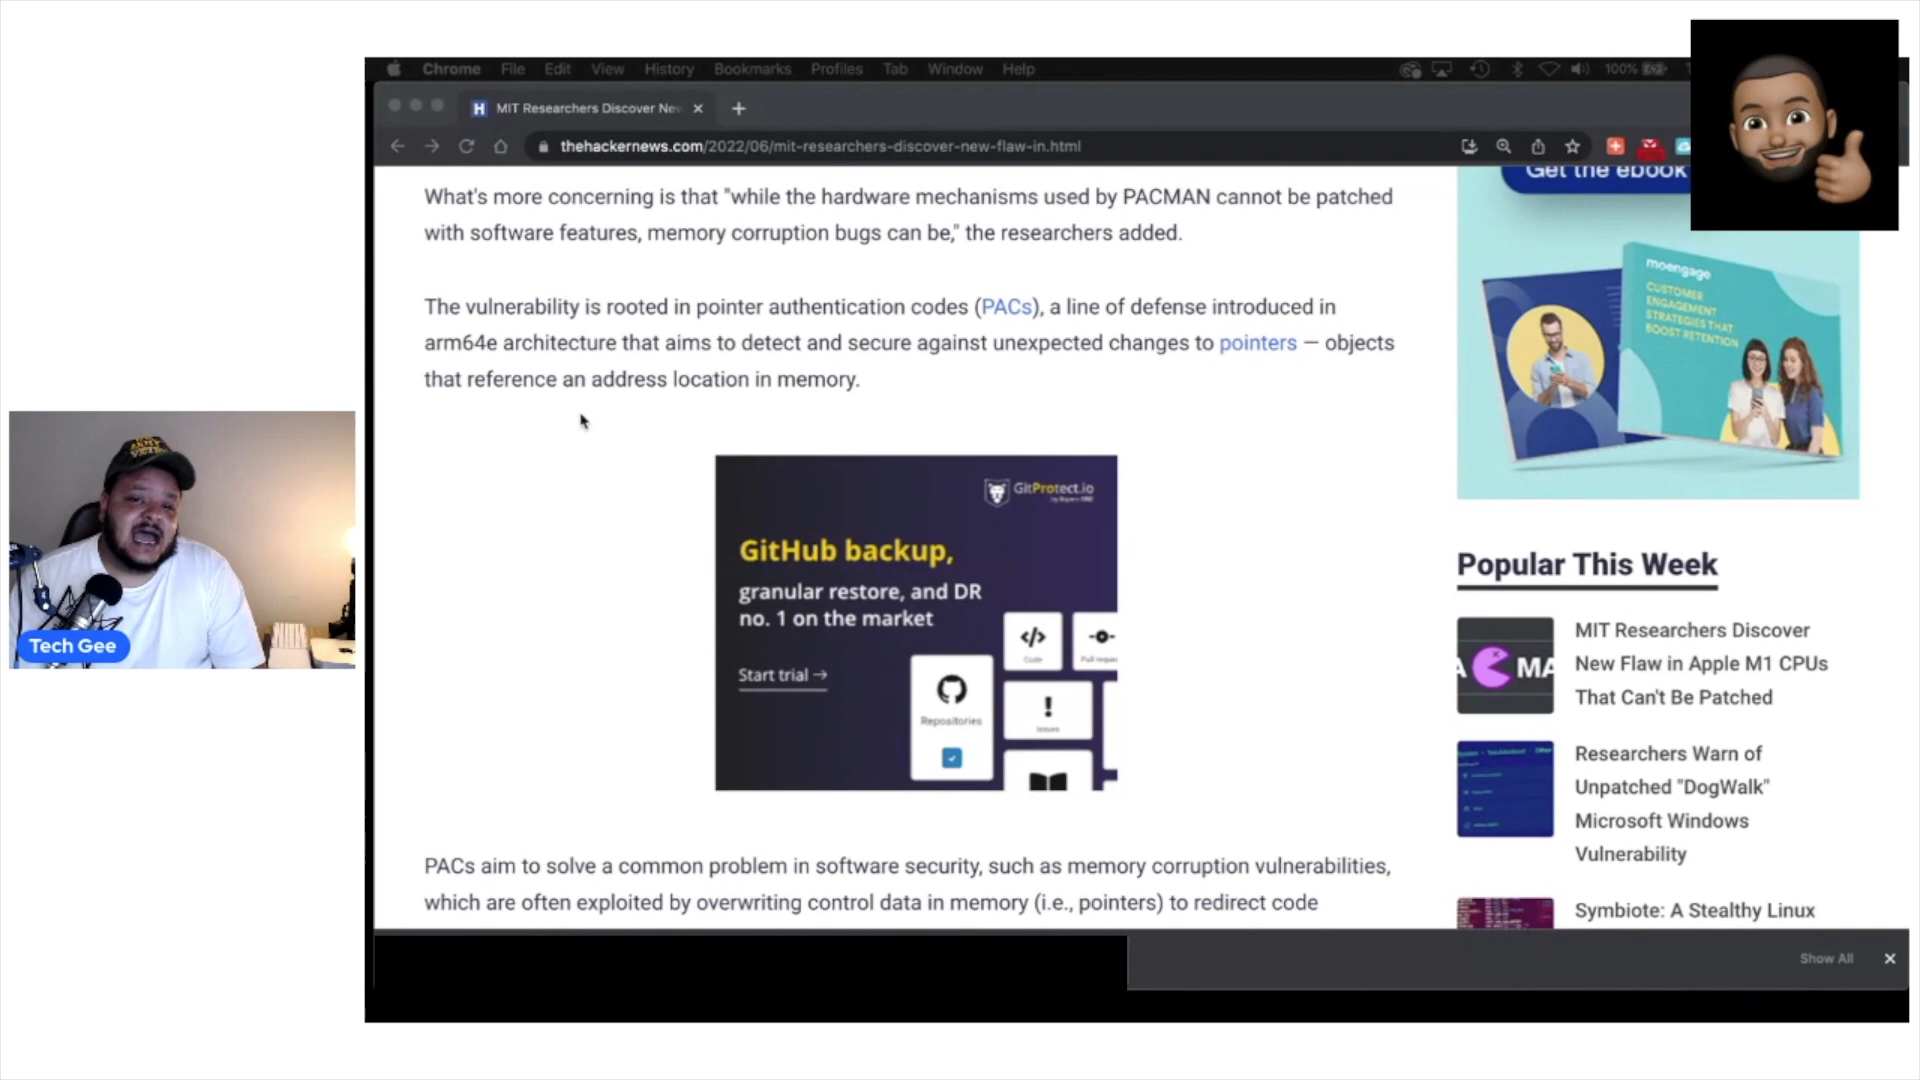 Chrome File Edit View History Bookmarks Profiles Tab Window Help 100%
MIT Researchers Discover Nev
thehackernews.com/2022/06/mit-researchers-discover-new-flaw-in.html
What's more concerning is that "while the hardware mechanisms used by PACMAN cannot be patched
with software features, memory corruption bugs can be," the researchers added.
The vulnerability is rooted in pointer authentication codes (PACs), a line of defense introduced in
arm64e architecture that aims to detect and secure against unexpected changes to pointers — objects
that reference an address location in memory.
GitProtect.io
GitHub backup,
granular restore, and DR
no. 1 on the market
Start trial →
</>
Code
Pull reques
Repositories
!
Issues
PACs aim to solve a common problem in software security, such as memory corruption vulnerabilities,
which are often exploited by overwriting control data in memory (i.e., pointers) to redirect code
Get the ebook
moengage
CUSTOMER
ENGAGEMENT
STRATEGIES THAT
BOOST RETENTION
Popular This Week
A MA
MIT Researchers Discover
New Flaw in Apple M1 CPUs
That Can't Be Patched
Researchers Warn of
Unpatched "DogWalk"
Microsoft Windows
Vulnerability
Symbiote: A Stealthy Linux
Show All
Tech Gee